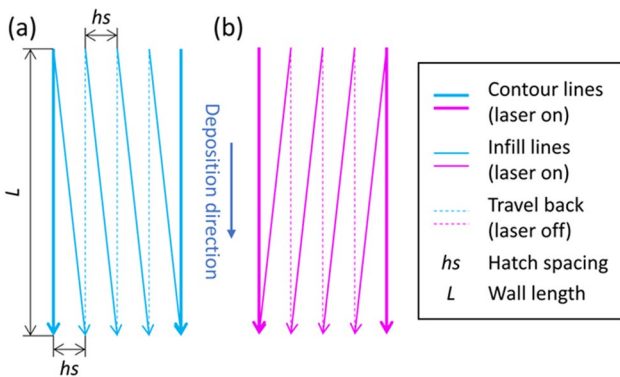 (a)
hs
(b)
L
Deposition direction
hs
Contour lines
(laser on)
Infill lines
(laser on)
Travel back
(laser off)
hs Hatch spacing
L Wall length